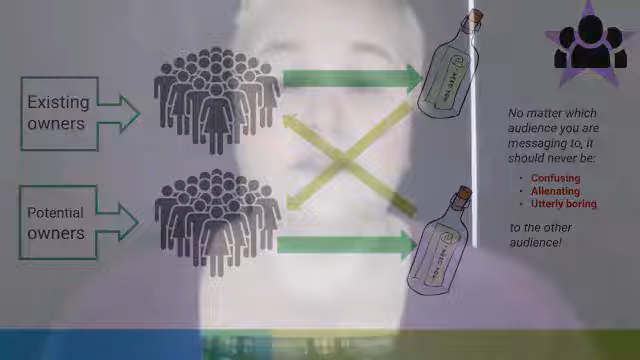 Existing
owners
Potential
owners
No matter which
audience you are
messaging to, it
should never be:
• Confusing
• Alienating
• Utterly boring
to the other
audience!